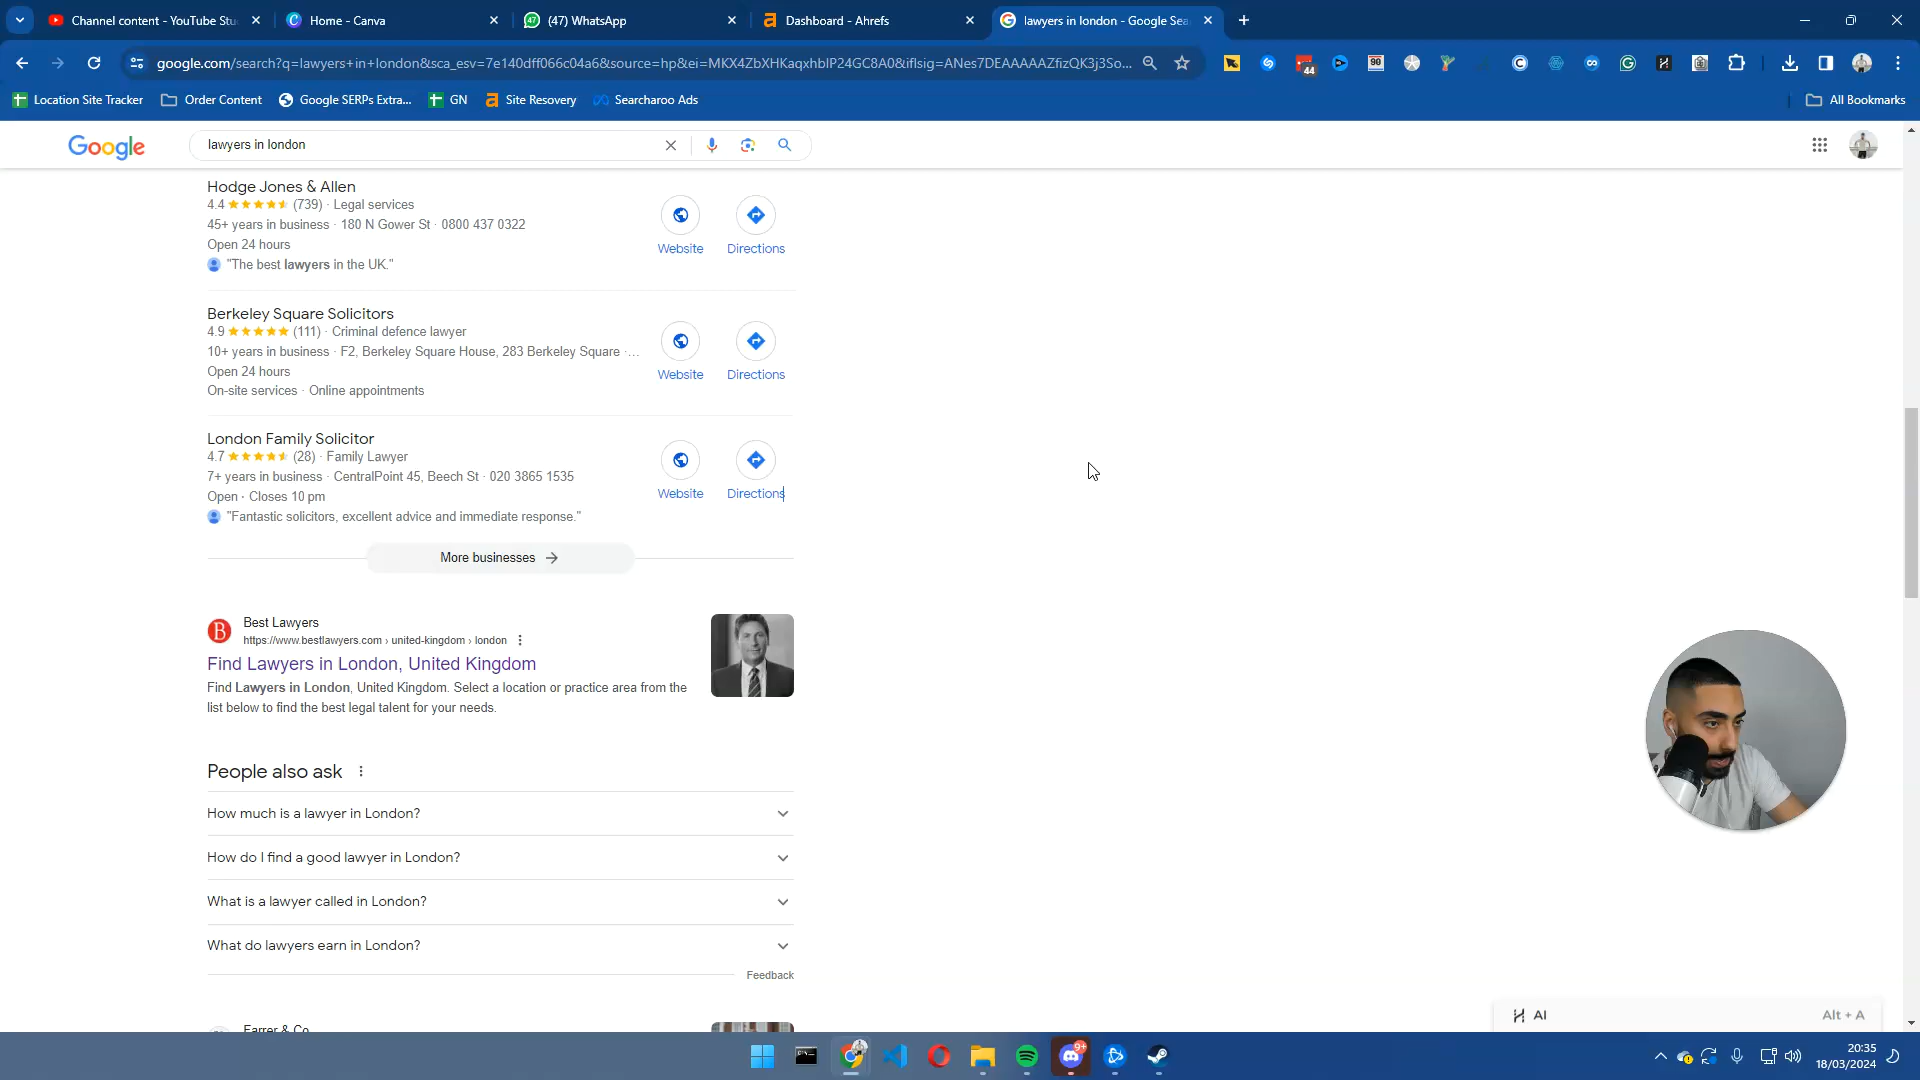 Channel content - YouTube Stu
Home - Canva
(47) WhatsApp
Dashboard - Ahrefs
lawyers in london - Google Sea
google.com/search?q=lawyers+in+london&sca_esv=7e140dff066c04a6&source=hp&ei=MKX4ZbXHKaqxhbIP24GC8A0&iflsig=ANes7DEAAAAAZfizQK3j3So...
44
90
Location Site Tracker
Order Content
Google SERPs Extra...
GN
Site Recovery
Searcharoo Ads
All Bookmarks
Google
lawyers in london
Hodge Jones & Allen
4.4 (739) · Legal services
45+ years in business · 180 N Gower St · 0800 437 0322
Open 24 hours
"The best lawyers in the UK."
Website
Directions
Berkeley Square Solicitors
4.9 (111) · Criminal defence lawyer
10+ years in business · F2, Berkeley Square House, 283 Berkeley Square · ...
Open 24 hours
On-site services · Online appointments
Website
Directions
London Family Solicitor
4.7 (28) · Family Lawyer
7+ years in business · CentralPoint 45, Beech St · 020 3865 1535
Open · Closes 10 pm
"Fantastic solicitors, excellent advice and immediate response."
Website
Directions
More businesses
B
Best Lawyers
https://www.bestlawyers.com › united-kingdom › london
Find Lawyers in London, United Kingdom
Find Lawyers in London, United Kingdom. Select a location or practice area from the
list below to find the best legal talent for your needs.
People also ask
How much is a lawyer in London?
How do I find a good lawyer in London?
What is a lawyer called in London?
What do lawyers earn in London?
Feedback
Farrer & Co
AI
Alt + A
9+
20:35
18/03/2024